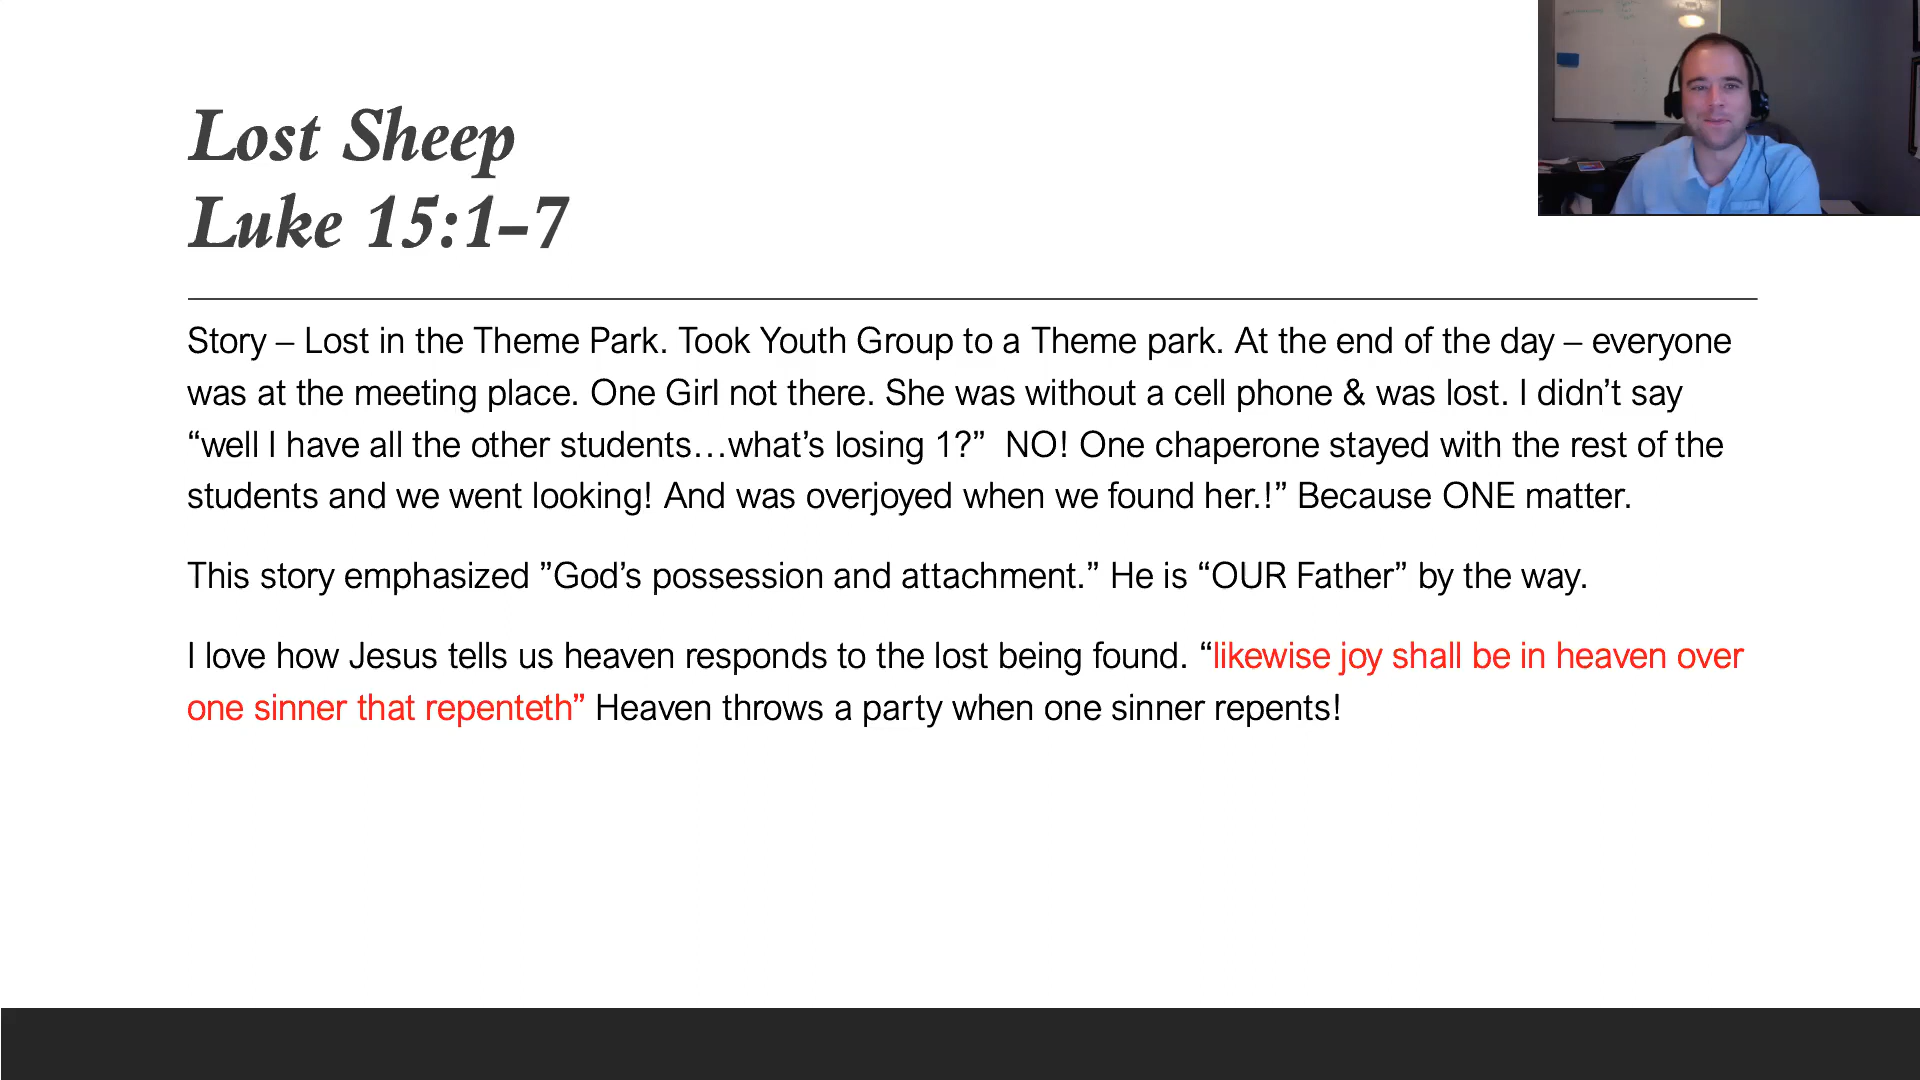 Lost Sheep
Luke 15:1–7
Story – Lost in the Theme Park. Took Youth Group to a Theme park. At the end of the day – everyone
was at the meeting place. One Girl not there. She was without a cell phone & was lost. I didn’t say
“well I have all the other students…what’s losing 1?”  NO! One chaperone stayed with the rest of the
students and we went looking! And was overjoyed when we found her.!” Because ONE matter.
This story emphasized ”God’s possession and attachment.” He is “OUR Father” by the way.
I love how Jesus tells us heaven responds to the lost being found. “likewise joy shall be in heaven over
one sinner that repenteth” Heaven throws a party when one sinner repents!